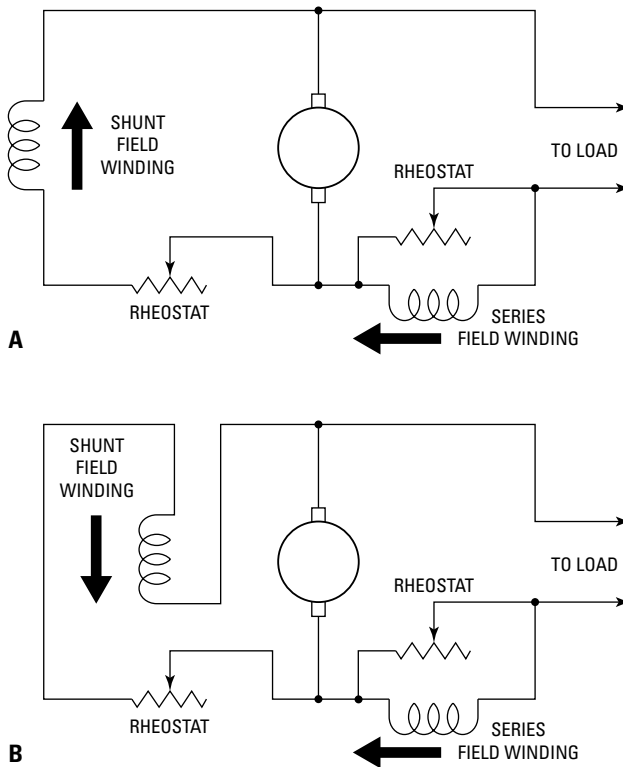 SHUNT
FIELD
WINDING
RHEOSTAT
TO LOAD
RHEOSTAT
SERIES
FIELD WINDING
A
SHUNT
FIELD
WINDING
TO LOAD
RHEOSTAT
RHEOSTAT
SERIES
FIELD WINDING
B